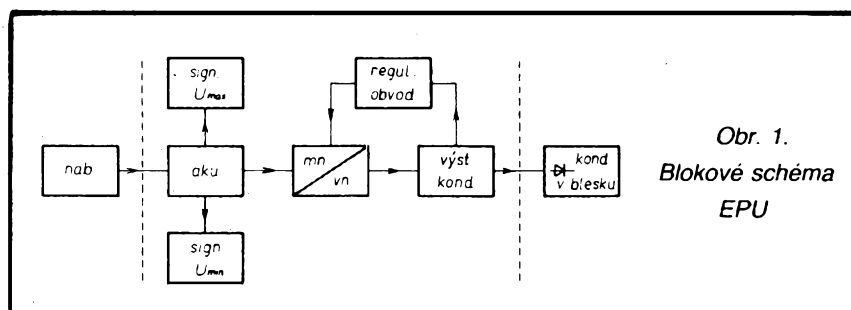 sign.
Umax
regul.
obvod
nab
aku
mn
vn
výst
kond.
kond
v blesku
sign
Umin
Obr. 1.
Blokové schéma
EPU